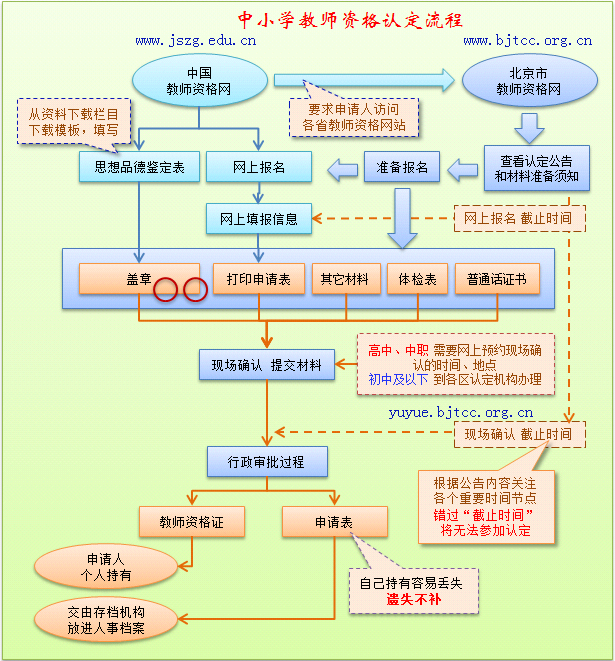 中小学教师资格认定流程
www.jszg.edu.cn
www.bjtcc.org.cn
中国
教师资格网
北京市
教师资格网
从资料下载栏目
下载模板，填写
要求申请人访问
各省教师资格网站
思想品德鉴定表
网上报名
准备报名
查看认定公告
和材料准备须知
网上填报信息
网上报名 截止时间
盖章
打印申请表
其它材料
体检表
普通话证书
现场确认 提交材料
高中、中职 需要网上预约现场确
认的时间、地点
初中及以下 到各区认定机构办理
yuyue.bjtcc.org.cn
现场确认 截止时间
行政审批过程
根据公告内容关注
各个重要时间节点
错过“截止时间”
将无法参加认定
教师资格证
申请表
申请人
个人持有
自己持有容易丢失
遗失不补
交由存档机构
放进人事档案